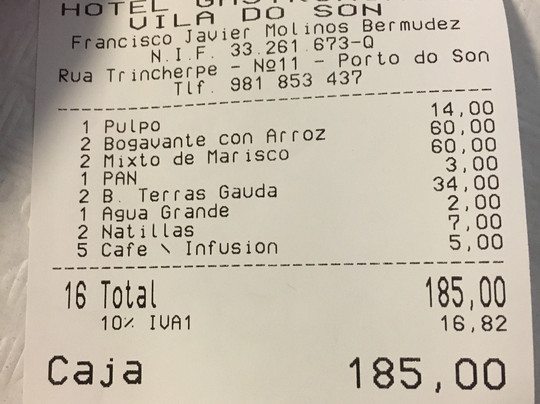 HOTEL
VILA DO SON
Francisco Javier Molinos Bermudez
N.I.F. 33.261.673-Q
Rua Trincherpe - Nº11 - Porto do Son
Tlf. 981 853 437
1 Pulpo 14,00
2 Bogavante con Arroz 60,00
2 Mixto de Marisco 60,00
1 PAN 3,00
2 B. Terras Gauda 34,00
1 Agua Grande 2,00
2 Natillas 7,00
5 Cafe \ Infusion 5,00
16 Total 185,00
10% IVA1 16,82
Caja 185,00